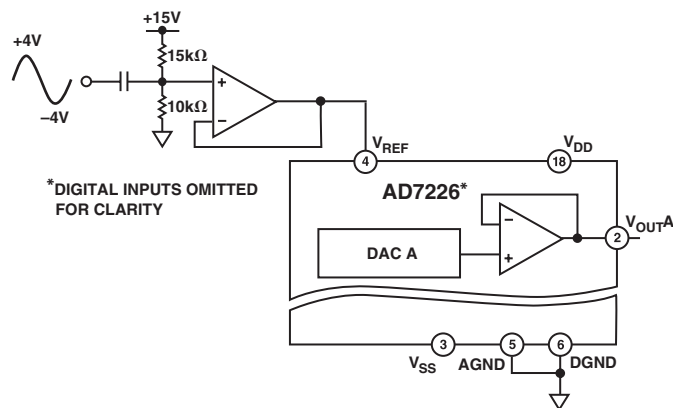 +15V
+4V
15kΩ
10kΩ
–4V
+
–
VREF
VDD
4
18
*DIGITAL INPUTS OMITTED
FOR CLARITY
AD7226*
–
+
VOUTA
2
DAC A
3
5
6
VSS
AGND
DGND